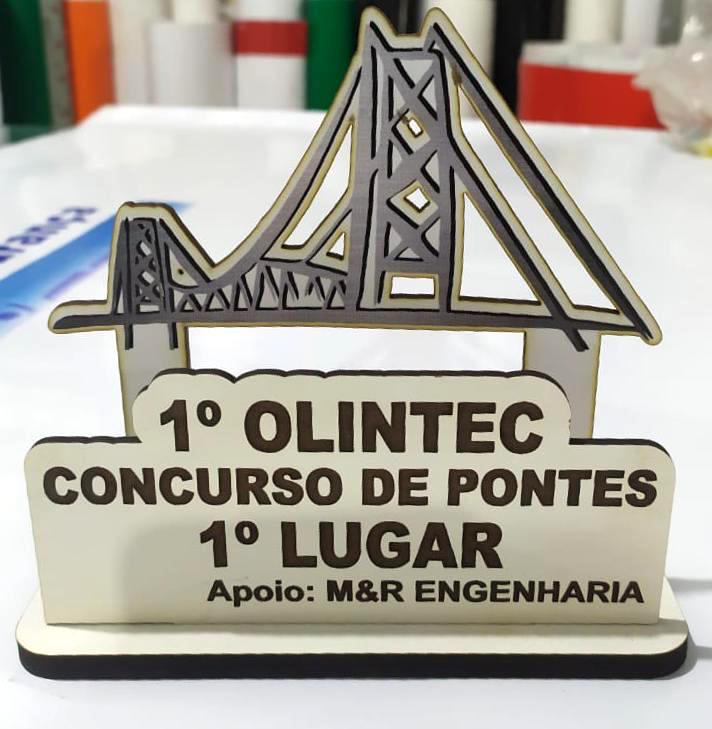 1º OLINTEC
CONCURSO DE PONTES
1º LUGAR
Apoio: M&R ENGENHARIA